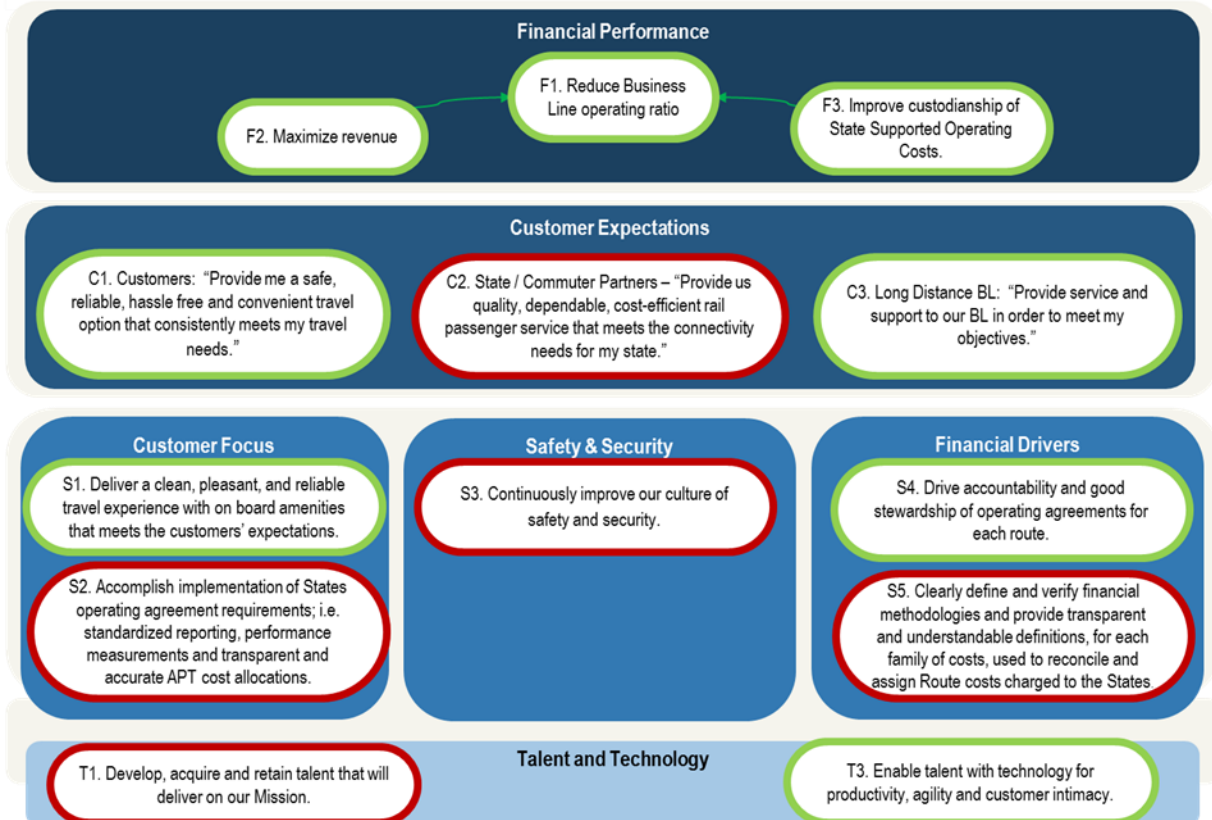 Financial Performance
F1. Reduce Business
Line operating ratio
F2. Maximize revenue
F3. Improve custodianship of
State Supported Operating
Costs.
Customer Expectations
C1. Customers: “Provide me a safe,
reliable, hassle free and convenient travel
option that consistently meets my travel
needs.”
C2. State / Commuter Partners – “Provide us
quality, dependable, cost-efficient rail
passenger service that meets the connectivity
needs for my state.”
C3. Long Distance BL: “Provide service and
support to our BL in order to meet my
objectives.”
Customer Focus
S1. Deliver a clean, pleasant, and reliable
travel experience with on board amenities
that meets the customers’ expectations.
S2. Accomplish implementation of States
operating agreement requirements; i.e.
standardized reporting, performance
measurements and transparent and
accurate APT cost allocations.
Safety & Security
S3. Continuously improve our culture of
safety and security.
Financial Drivers
S4. Drive accountability and good
stewardship of operating agreements for
each route.
S5. Clearly define and verify financial
methodologies and provide transparent
and understandable definitions, for each
family of costs, used to reconcile and
assign Route costs charged to the States.
Talent and Technology
T1. Develop, acquire and retain talent that will
deliver on our Mission.
T3. Enable talent with technology for
productivity, agility and customer intimacy.